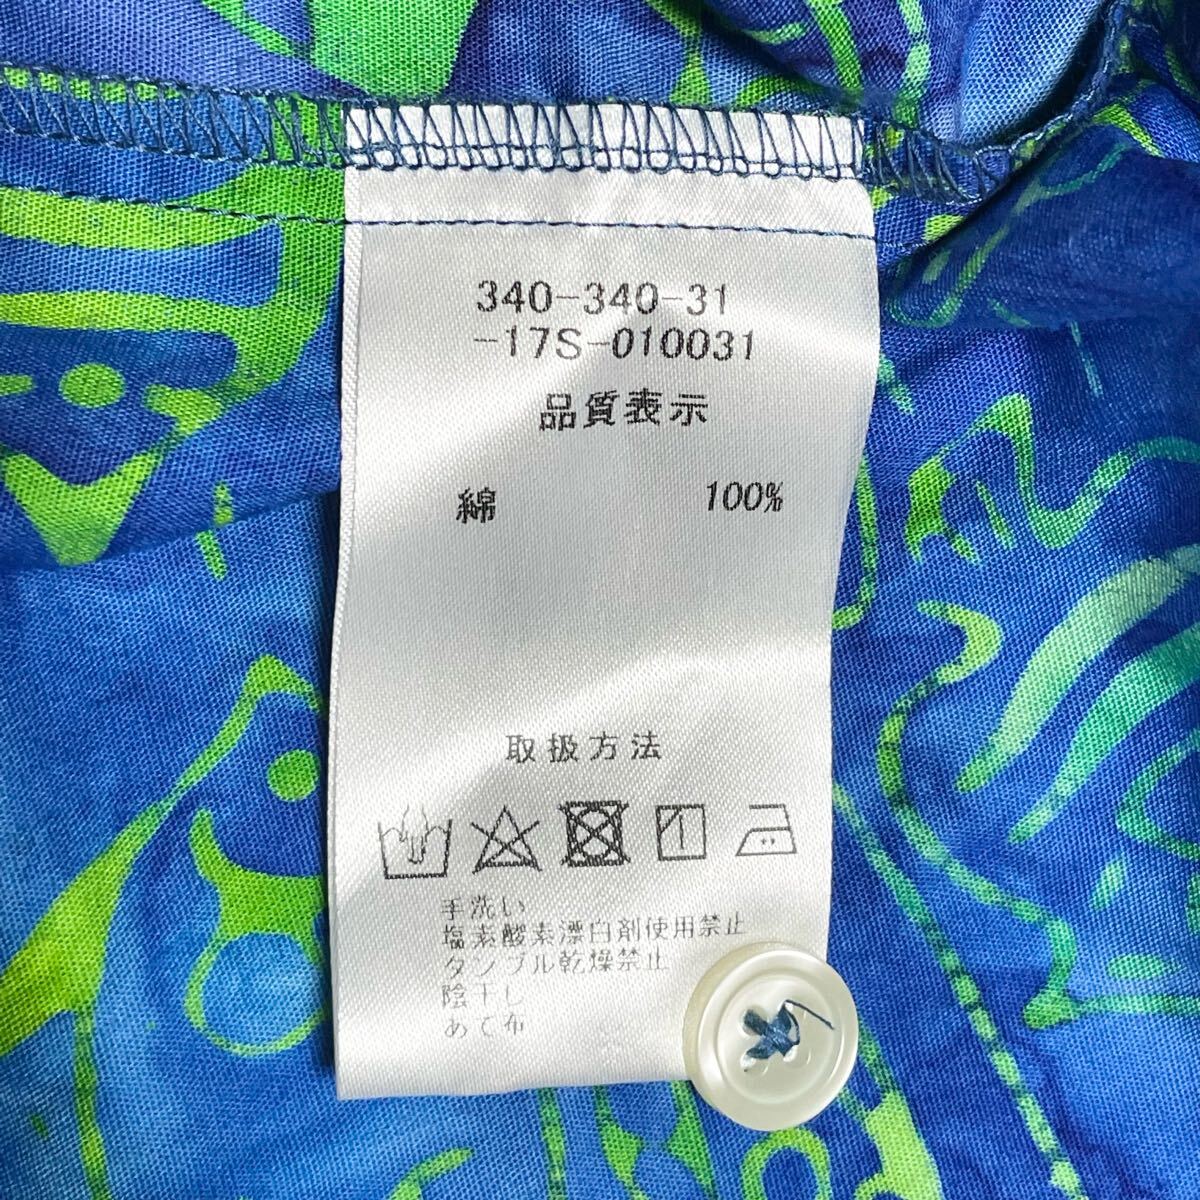 340-340-31
-17S-010031
品質表示
綿 100%
取扱方法
手洗い
塩素酸素漂白剤使用禁止
タンブル乾燥禁止
陰干し
あて布